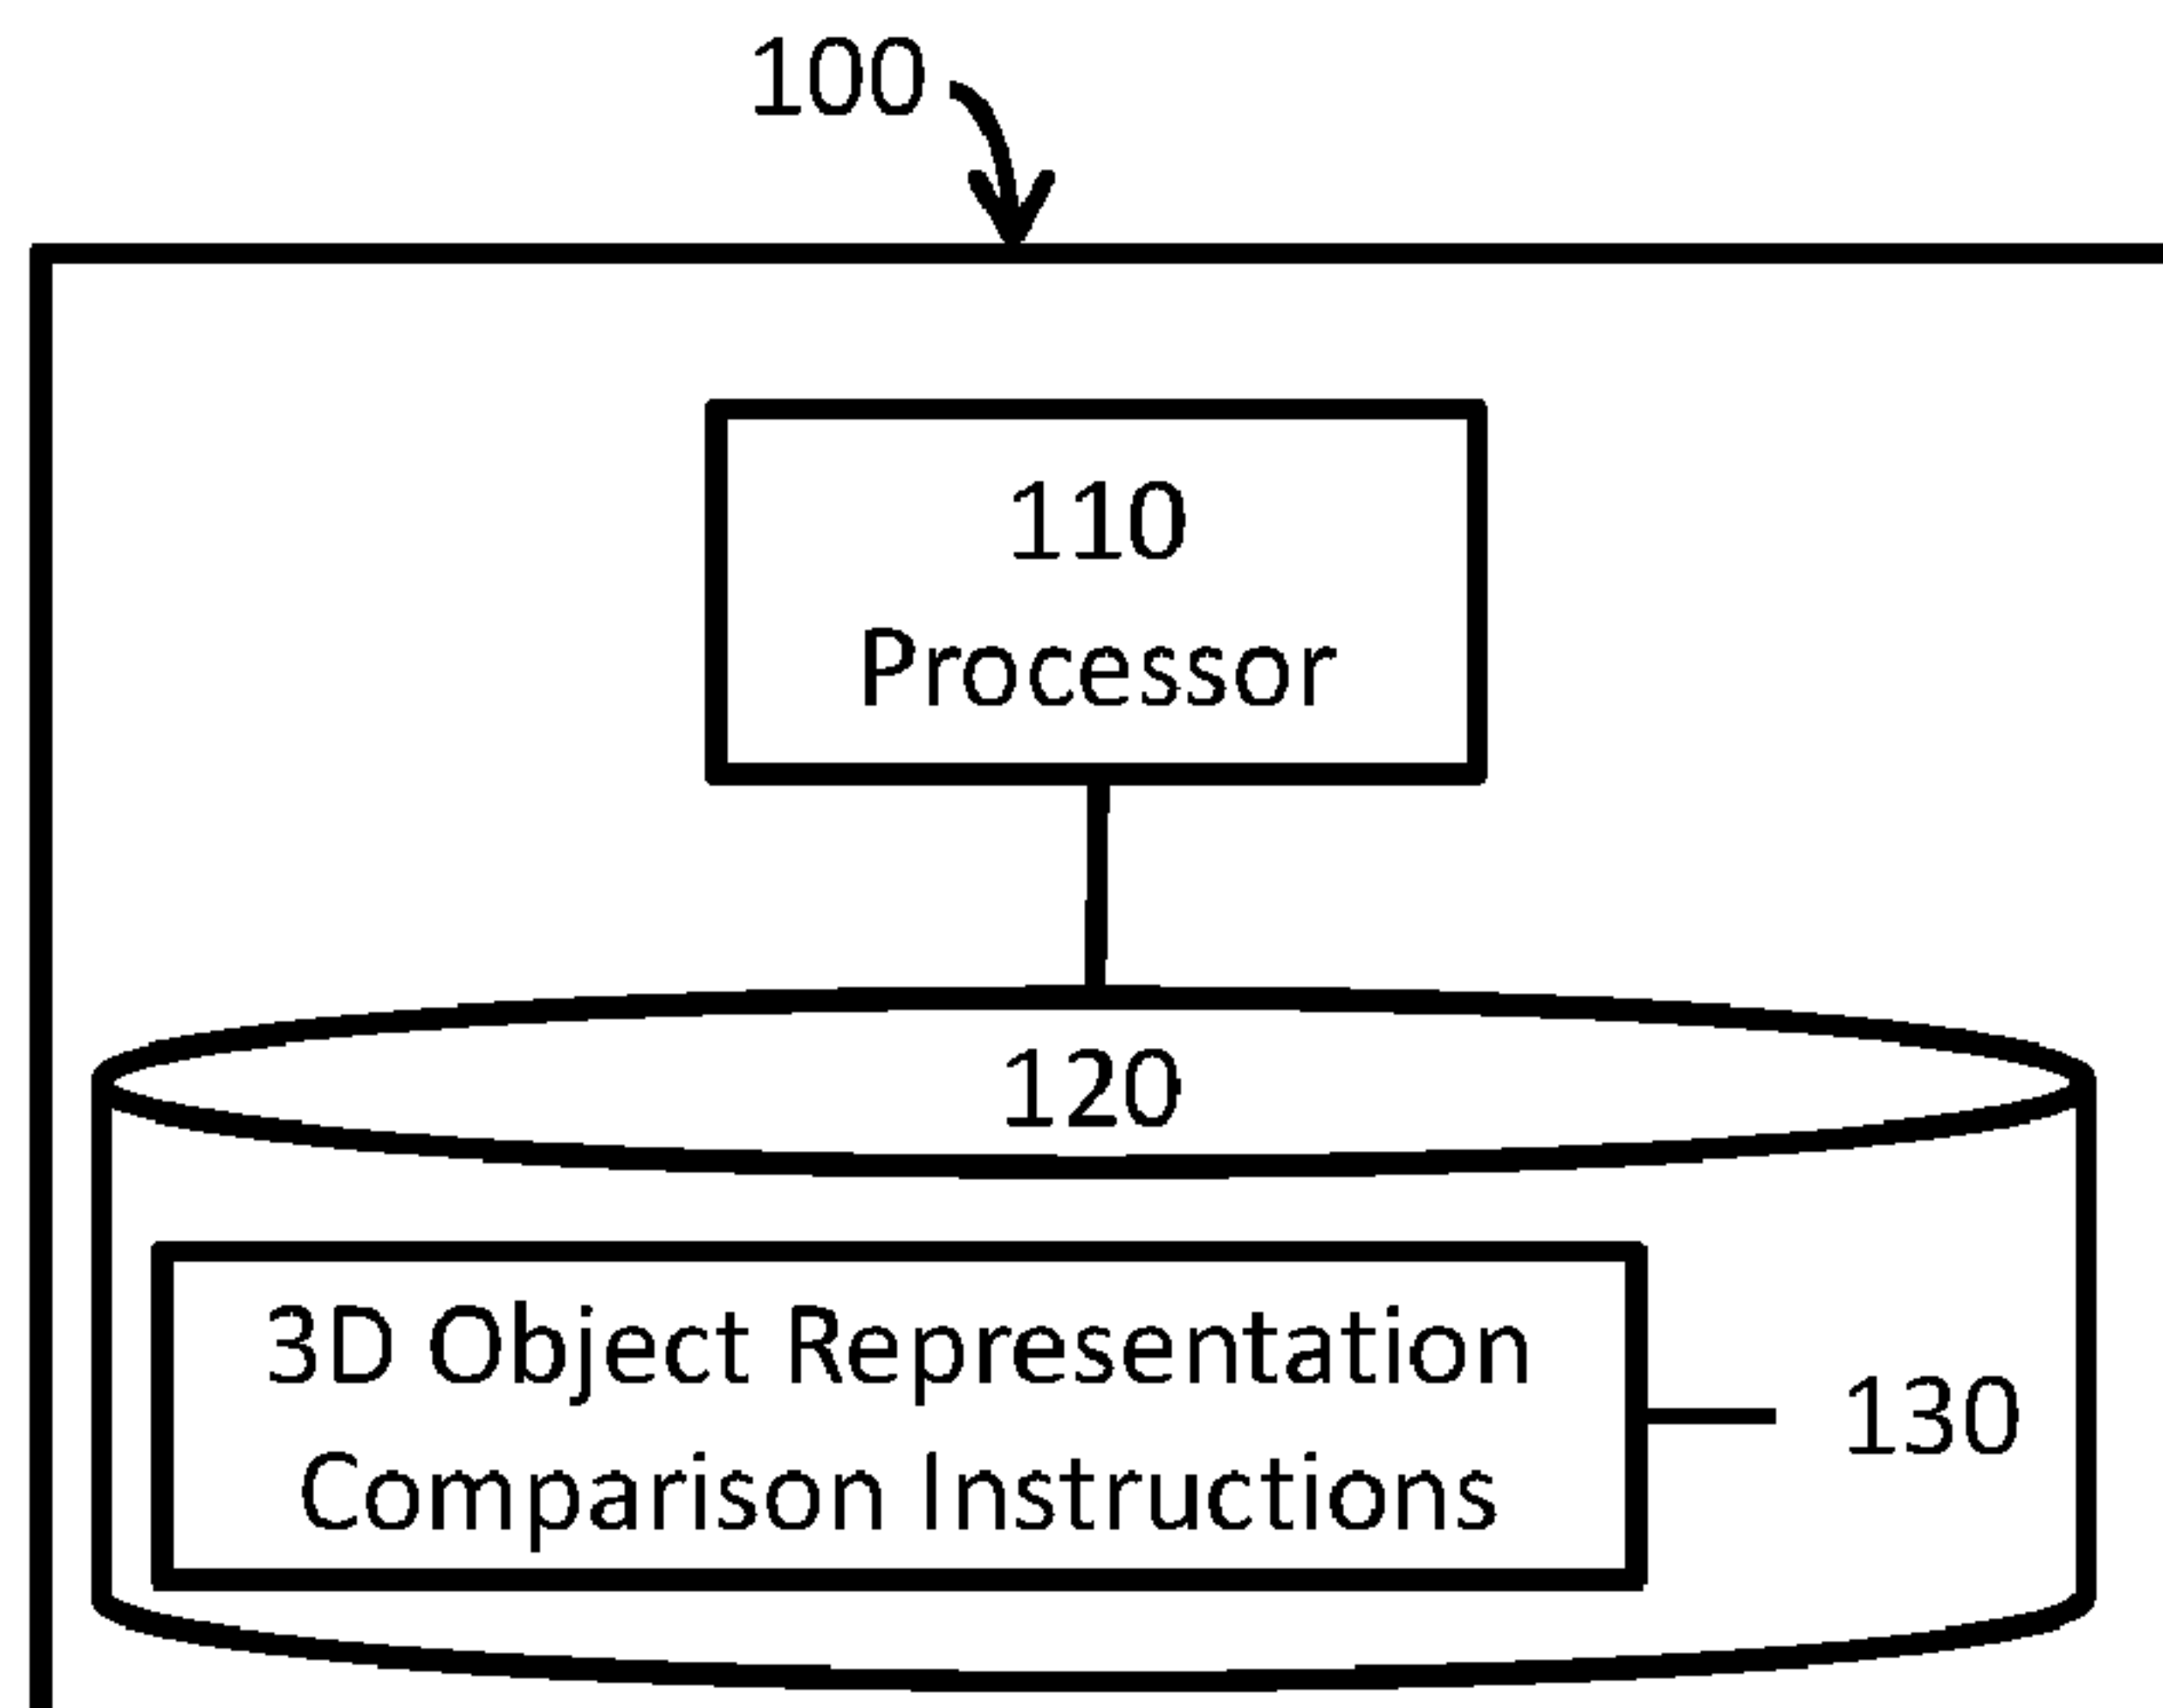 100
110
Processor
120
3D Object Representation
Comparison Instructions
130